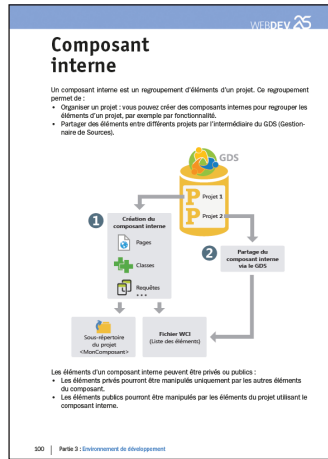 WEBDEV 25
Composant
interne
Un composant interne est un regroupement d'éléments d'un projet. Ce regroupement
permet de :
• Organiser un projet : vous pouvez créer des composants internes pour regrouper les
éléments d'un projet, par exemple par fonctionnalité.
• Partager des éléments entre différents projets par l'intermédiaire du GDS (Gestion-
naire de Sources).
GDS
P Projet 1
P Projet 2
1
Création du
composant interne
Pages
Classes
Requêtes
...
2
Partage du
composant interne
via le GDS
Sous-répertoire
du projet
<MonComposant>
Fichier WCI
(Liste des éléments)
Les éléments d'un composant interne peuvent être privés ou publics :
• Les éléments privés pourront être manipulés uniquement par les autres éléments
du composant.
• Les éléments publics pourront être manipulés par les éléments du projet utilisant le
composant interne.
100 | Partie 3 : Environnement de développement